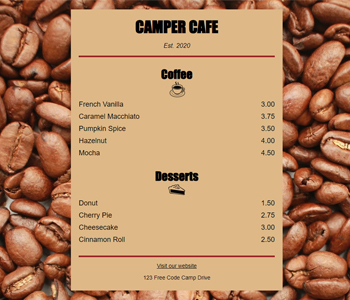 CAMPER CAFE
Est. 2020
Coffee
French Vanilla 3.00
Caramel Macchiato 3.75
Pumpkin Spice 3.50
Hazelnut 4.00
Mocha 4.50
Desserts
Donut 1.50
Cherry Pie 2.75
Cheesecake 3.00
Cinnamon Roll 2.50
Visit our website
123 Free Code Camp Drive